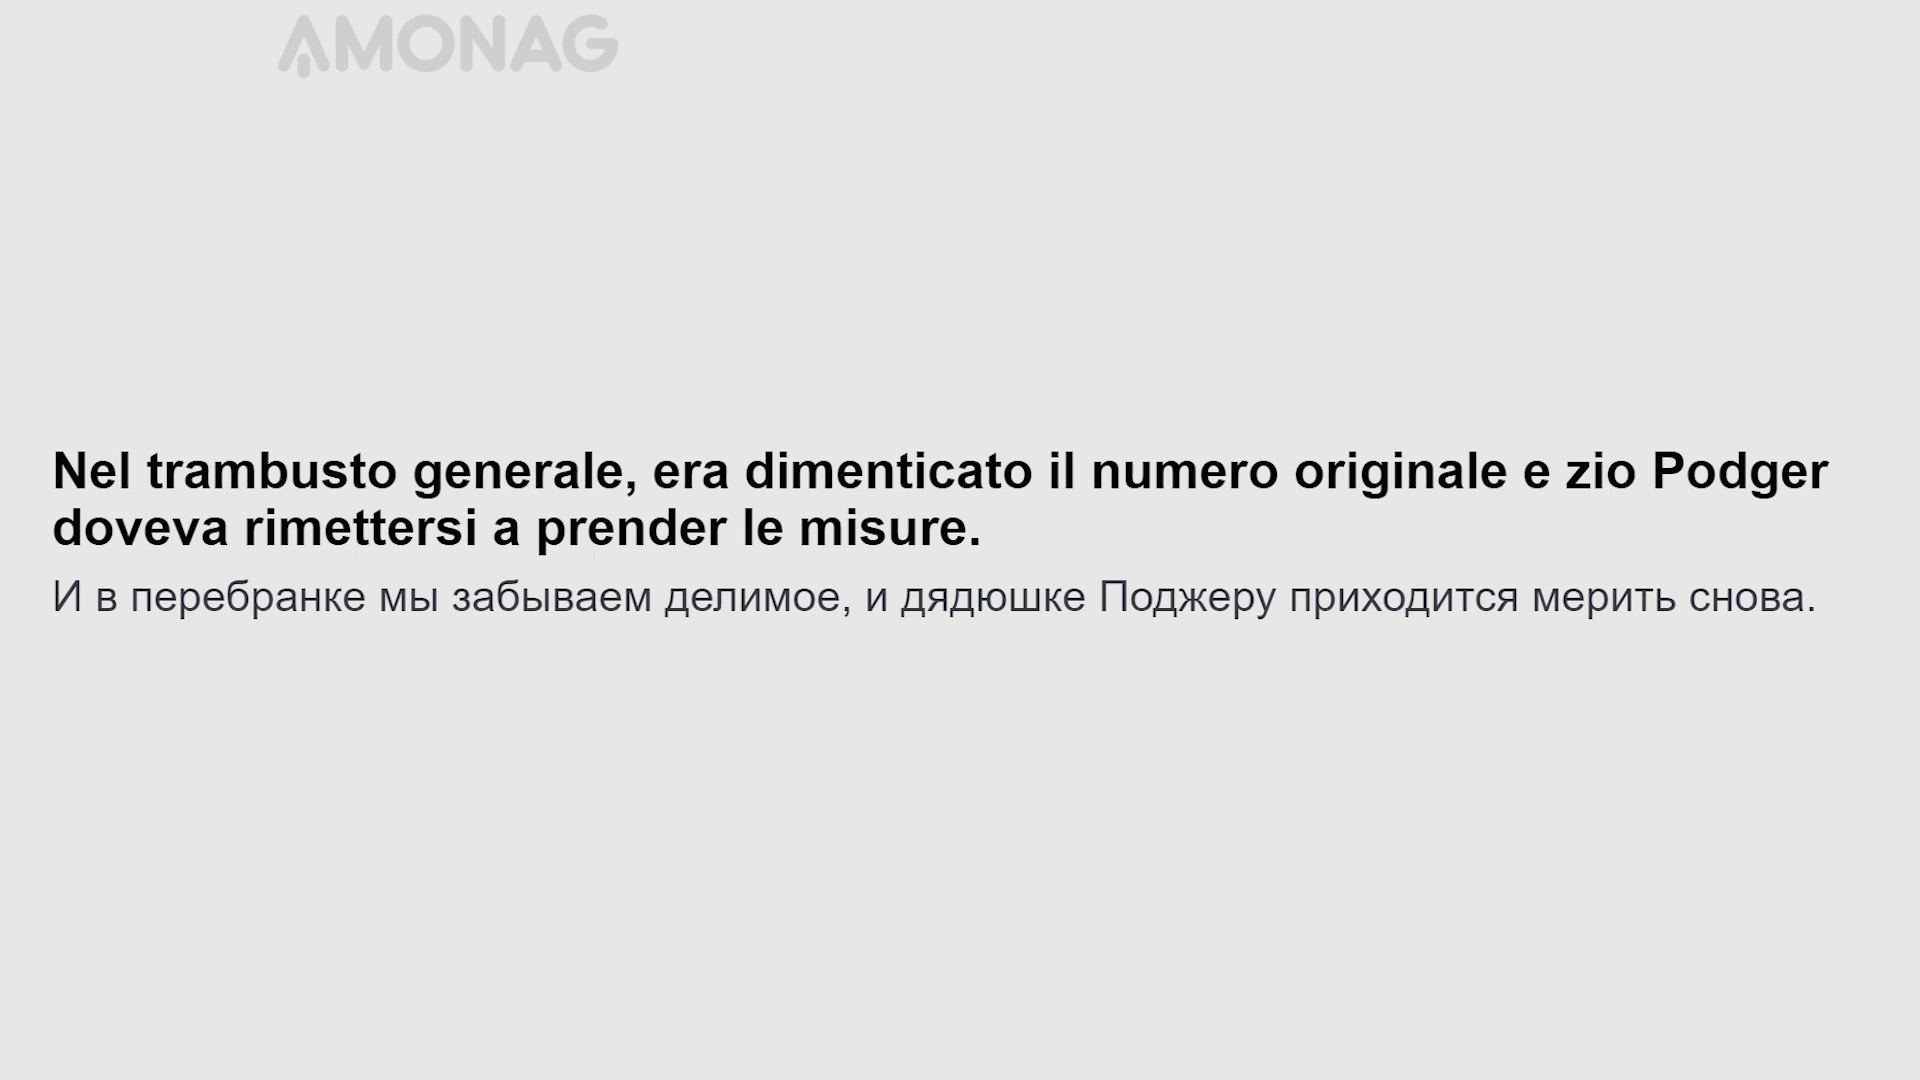 AMONAG
Nel trambusto generale, era dimenticato il numero originale e zio Podger
doveva rimettersi a prender le misure.
И в перебранке мы забываем делимое, и дядюшке Поджеру приходится мерить снова.